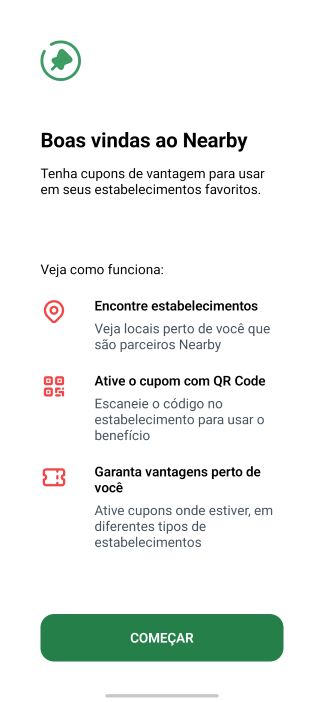 Boas vindas ao Nearby
Tenha cupons de vantagem para usar
em seus estabelecimentos favoritos.
Veja como funciona:
Encontre estabelecimentos
Veja locais perto de você que
são parceiros Nearby
Ative o cupom com QR Code
Escaneie o código no
estabelecimento para usar o
benefício
Garanta vantagens perto de
você
Ative cupons onde estiver, em
diferentes tipos de
estabelecimentos
COMEÇAR